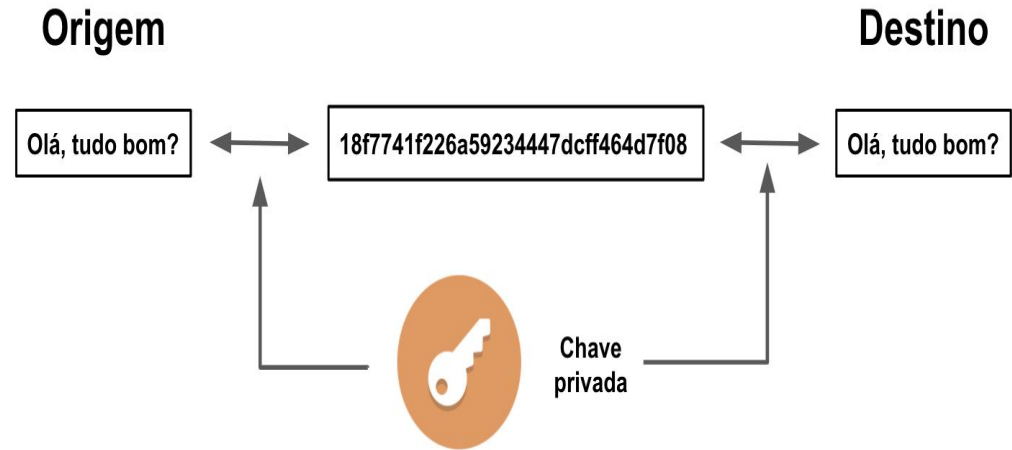 Origem
Destino
Olá, tudo bom?
18f7741f226a59234447dcff464d7f08
Olá, tudo bom?
Chave
privada